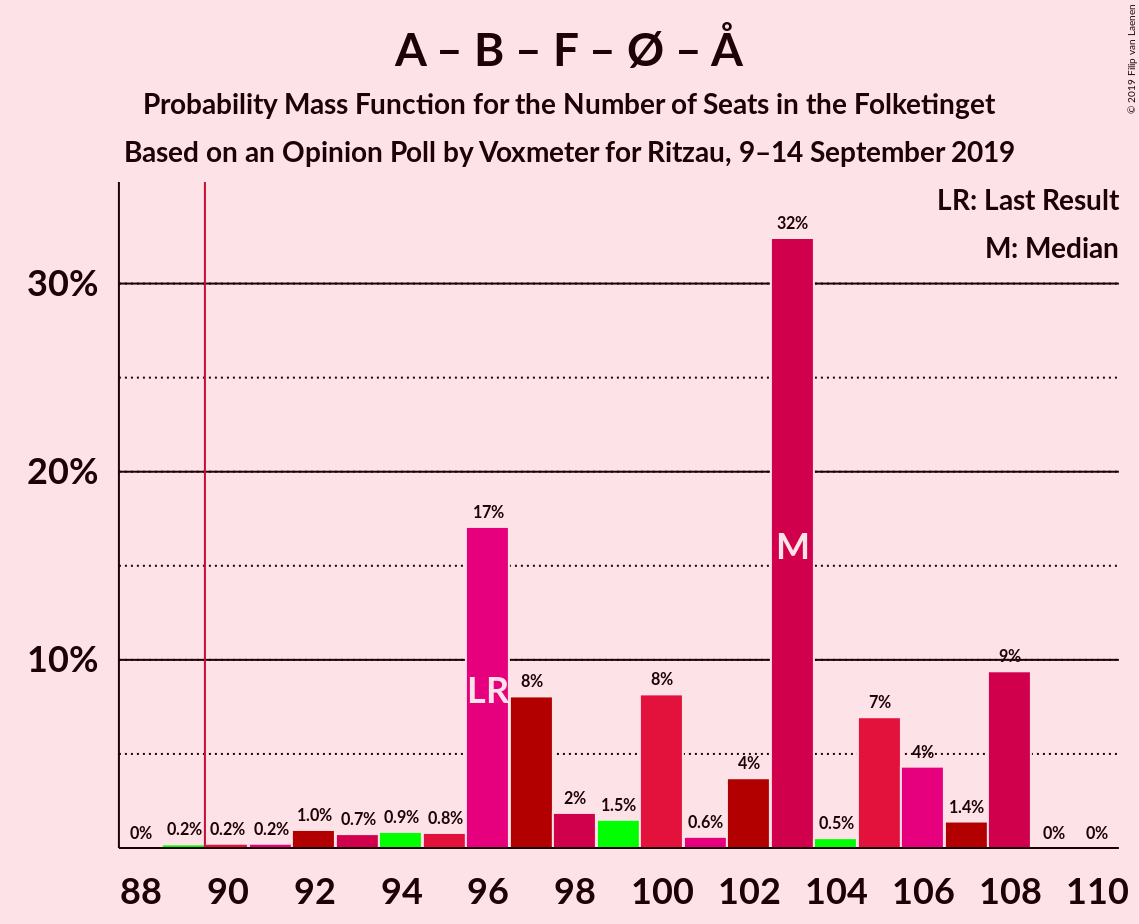 A – B – F – Ø – Å
Probability Mass Function for the Number of Seats in the Folketinget
Based on an Opinion Poll by Voxmeter for Ritzau, 9–14 September 2019
© 2019 Filip van Laenen
LR: Last Result
M: Median
30%
20%
10%
0% 0.2% 0.2% 0.2% 1.0% 0.7% 0.9% 0.8% 17% 8% 2% 1.5% 8% 0.6% 4% 32% 0.5% 7% 4% 1.4% 9% 0% 0%
LR
M
88 90 92 94 96 98 100 102 104 106 108 110